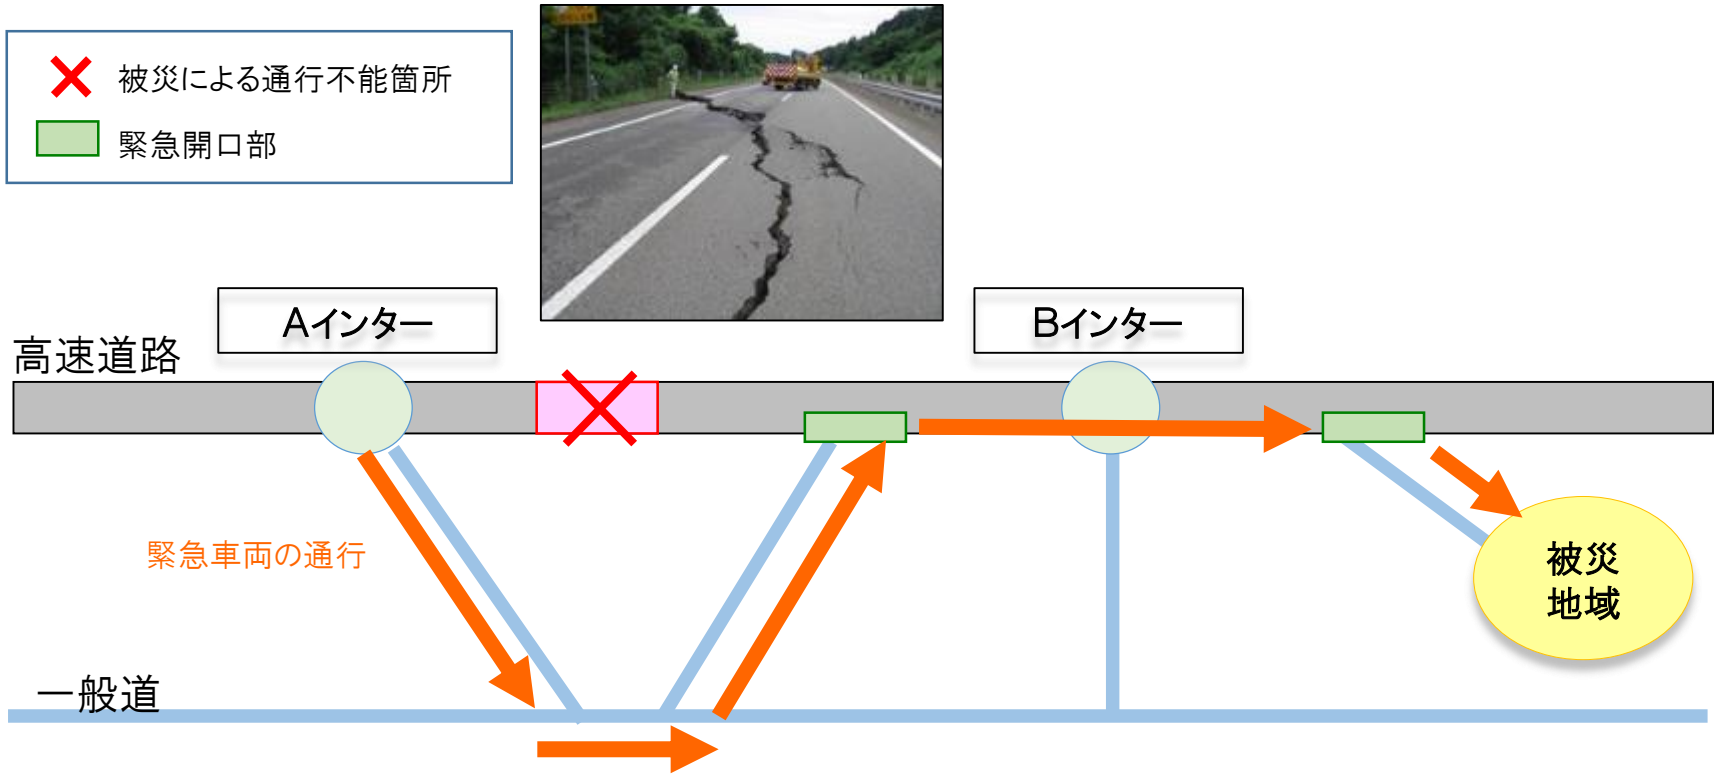 被災による通行不能箇所
緊急開口部
Aインター
Bインター
高速道路
緊急車両の通行
被災
地域
一般道